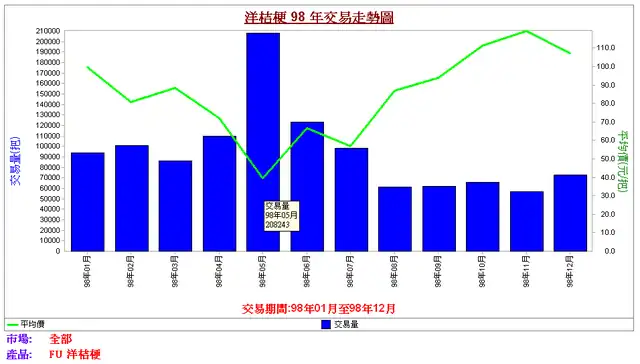 洋桔梗 98 年交易走勢圖
交易量(把)
210000
200000
190000
180000
170000
160000
150000
140000
130000
120000
110000
100000
90000
80000
70000
60000
50000
40000
30000
20000
10000
0
110.0
100.0
90.0
80.0
70.0
60.0
50.0
40.0
30.0
20.0
10.0
0.0
平均價(元/把)
交易量
98年05月
208243
98年01月
98年02月
98年03月
98年04月
98年05月
98年06月
98年07月
98年08月
98年09月
98年10月
98年11月
98年12月
交易期間:98年01月至98年12月
平均價 交易量
市場: 全部
產品: FU 洋桔梗